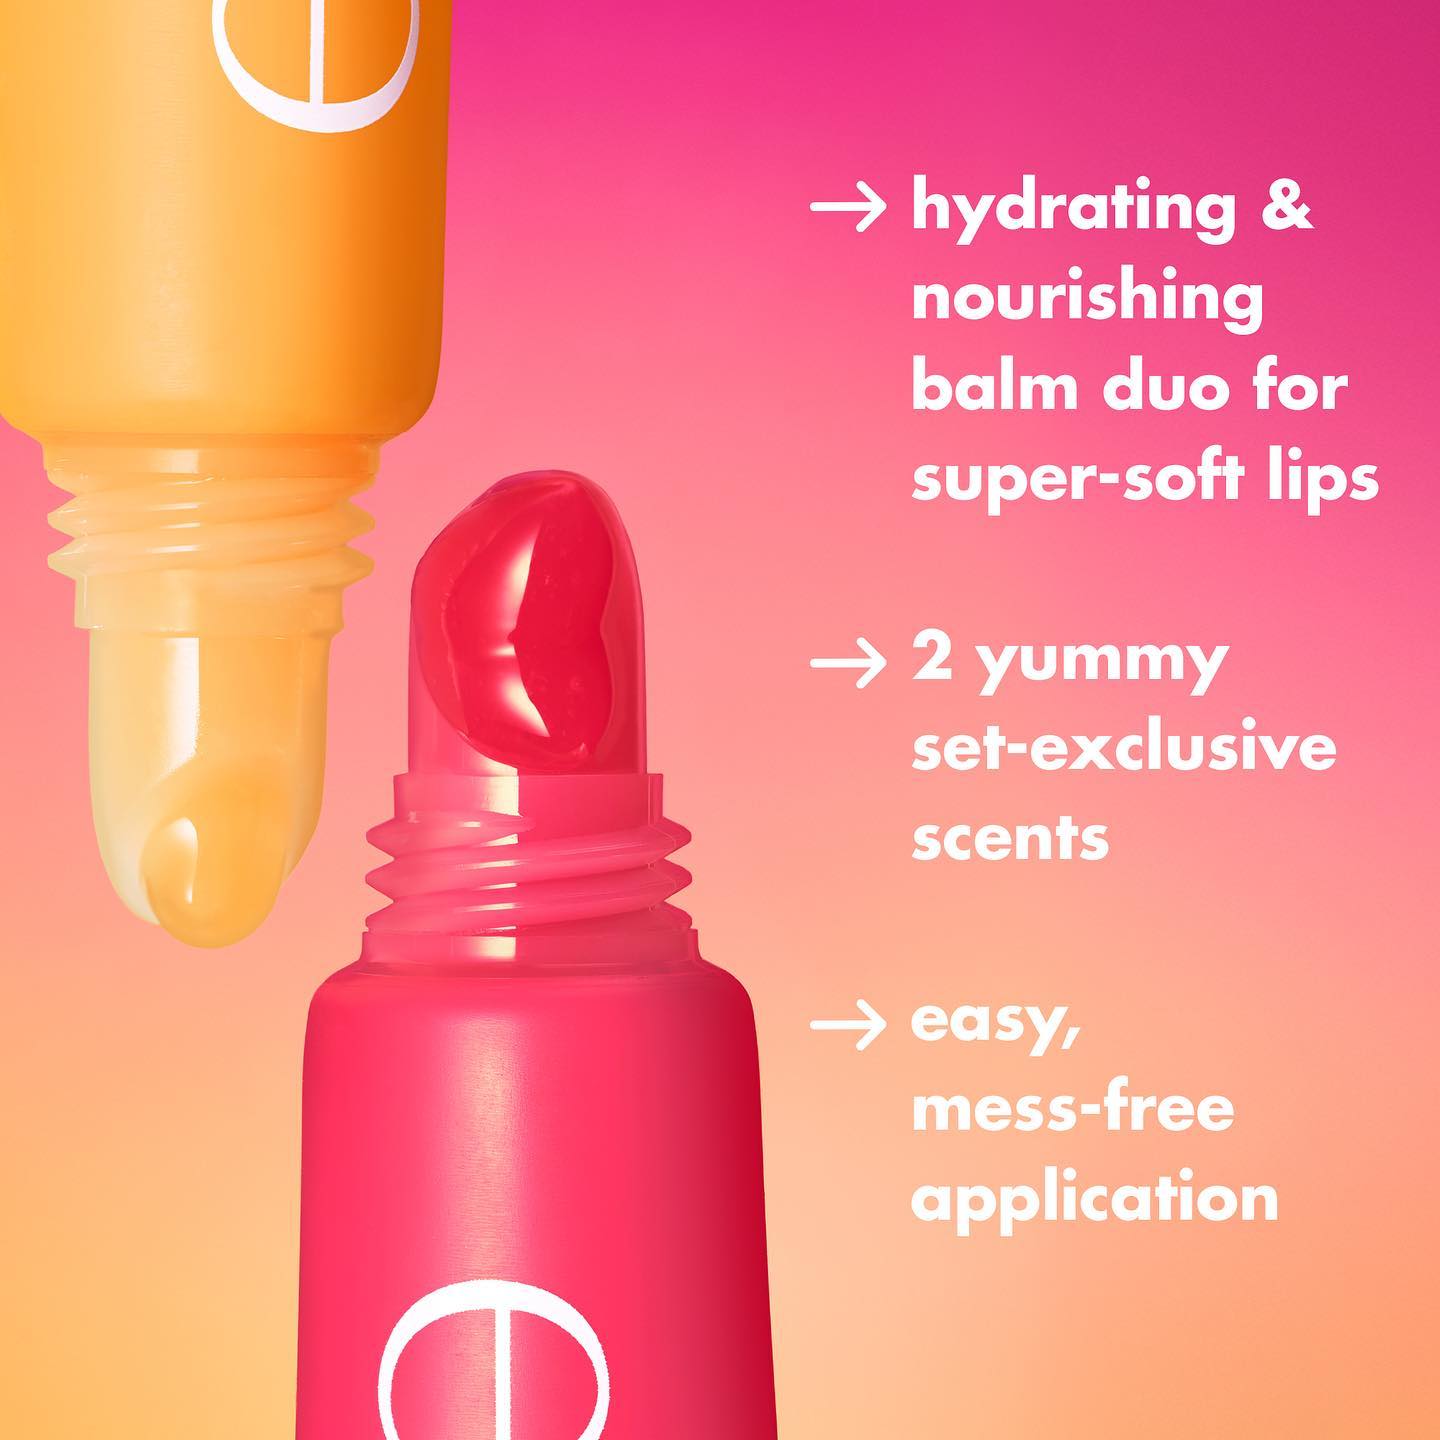 hydrating &
nourishing
balm duo for
super-soft lips
2 yummy
set-exclusive
scents
easy,
mess-free
application